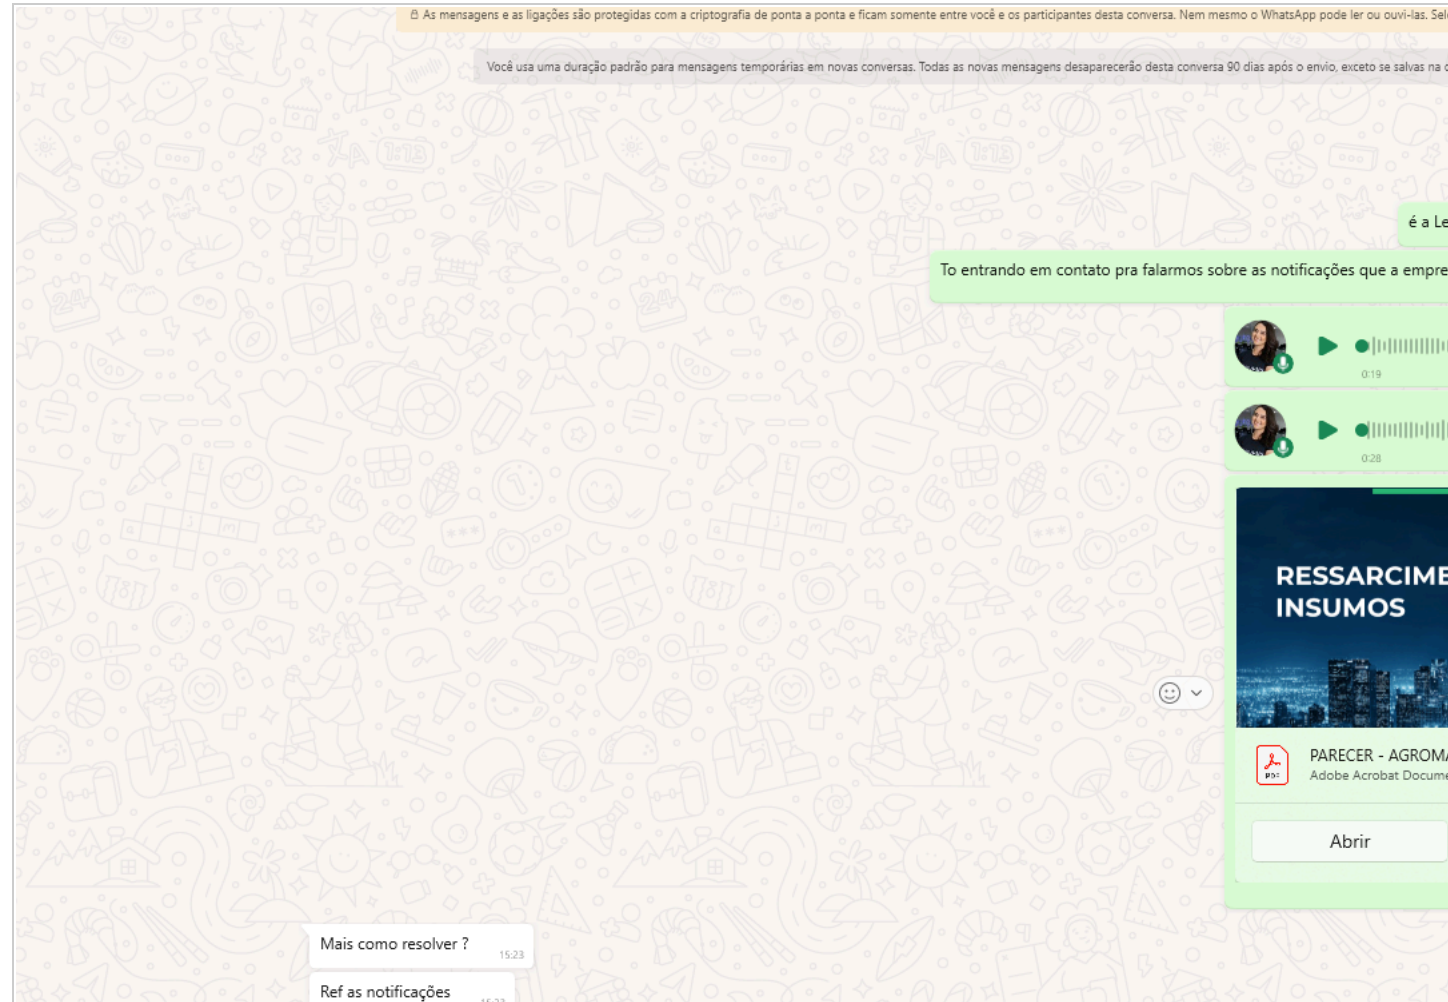 As mensagens e as ligações são protegidas com a criptografia de ponta a ponta e ficam somente entre você e os participantes desta conversa. Nem mesmo o WhatsApp pode ler ou ouvi-las.
Você usa uma duração padrão para mensagens temporárias em novas conversas. Todas as novas mensagens desaparecerão desta conversa 90 dias após o envio, exceto se salvas na
é a
To entrando em contato pra falarmos sobre as notificações que a
0:19
0:28
INSUMOS
PARECER -
Adobe Acrobat
PDF
Abrir
Mais como resolver ?
15:23
Ref as notificações